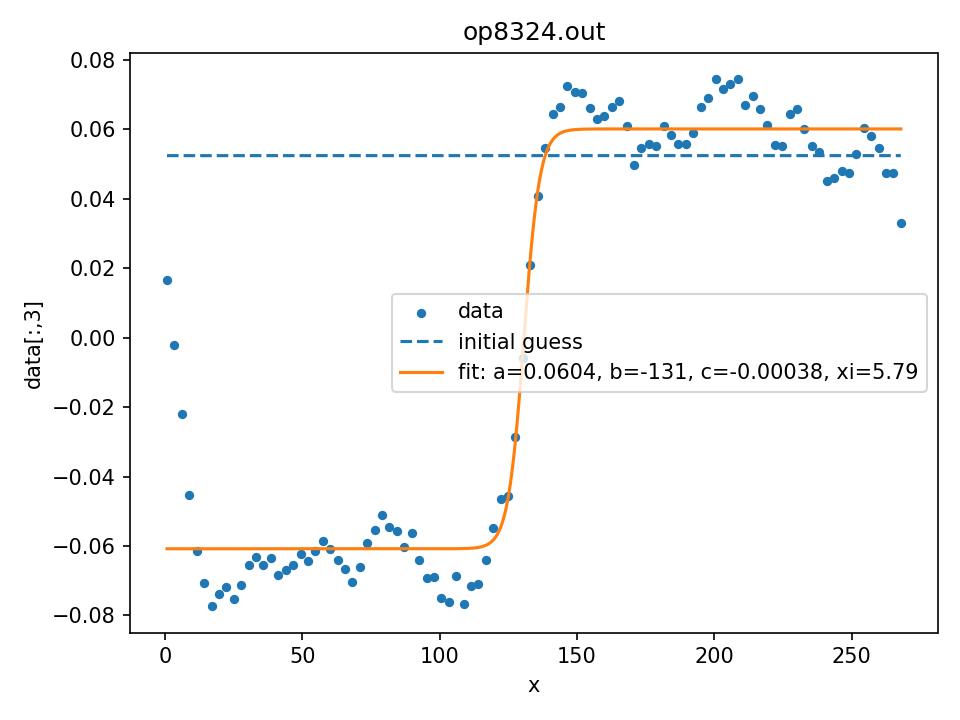 op8324.out
0.08
0.06
0.04
0.02
0.00
−0.02
−0.04
−0.06
−0.08
data[:,3]
data
initial guess
fit: a=0.0604, b=-131, c=-0.00038, xi=5.79
0 50 100 150 200 250
x